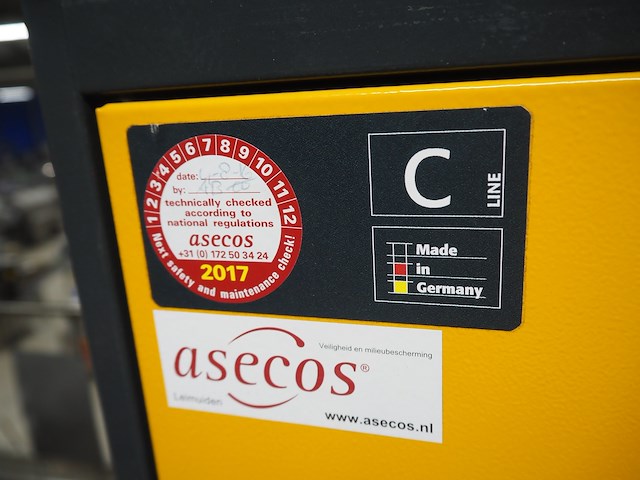 1 2 3 4 5 6 7 8 9 10 11 12
date:
by:
technically checked
according to
national regulations
asecos
+31 (0) 172 50 34 24
2017
Next safety and maintenance check!
C LINE
Made
in
Germany
Veiligheid en milieubescherming
asecos®
Leimuiden
www.asecos.nl